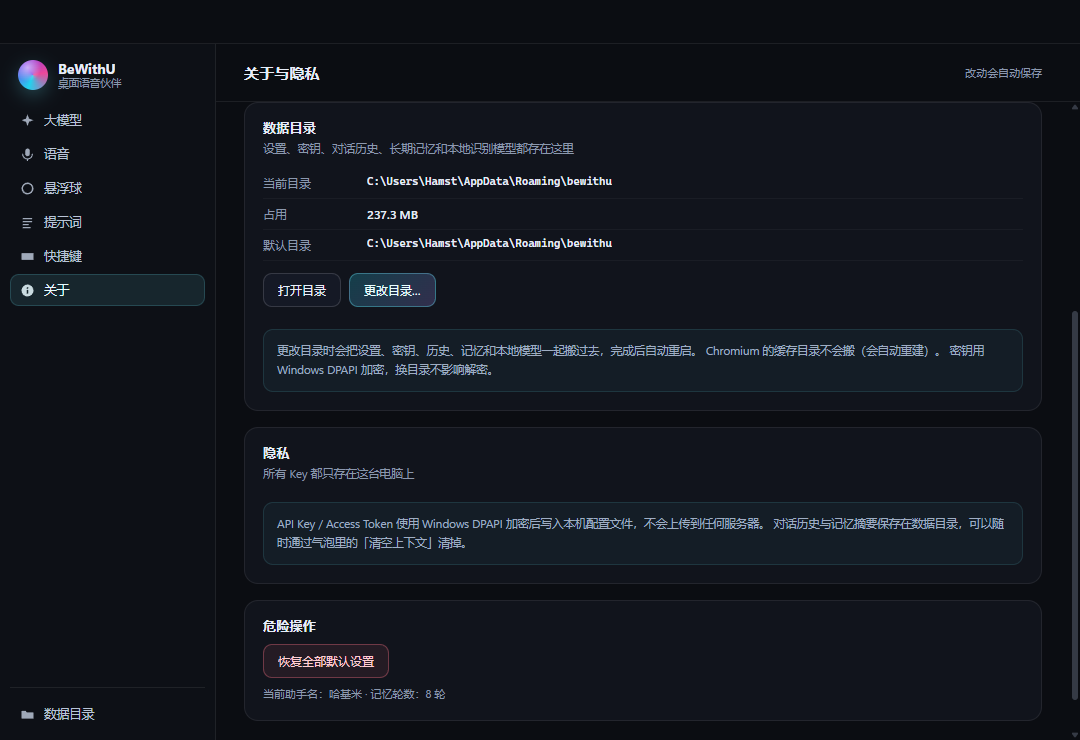 BeWithU
桌面语音伙伴
大模型
语音
悬浮球
提示词
快捷键
关于
数据目录
关于与隐私
改动会自动保存
数据目录
设置、密钥、对话历史、长期记忆和本地识别模型都存在这里
当前目录 C:\Users\Hamst\AppData\Roaming\bewithu
占用 237.3 MB
默认目录 C:\Users\Hamst\AppData\Roaming\bewithu
打开目录 更改目录...
更改目录时会把设置、密钥、历史、记忆和本地模型一起搬过去，完成后自动重启。 Chromium 的缓存目录不会搬（会自动重建）。 密钥用
Windows DPAPI 加密，换目录不影响解密。
隐私
所有 Key 都只存在这台电脑上
API Key / Access Token 使用 Windows DPAPI 加密后写入本机配置文件，不会上传到任何服务器。 对话历史与记忆摘要保存在数据目录，可以随
时通过气泡里的「清空上下文」清掉。
危险操作
恢复全部默认设置
当前助手名：哈基米 · 记忆轮数：8 轮